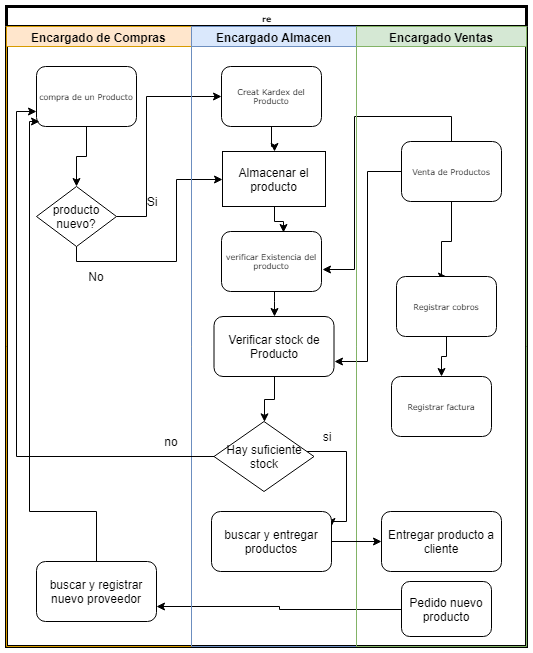 re
Encargado de Compras
Encargado Almacen
Encargado Ventas
compra de un Producto
Creat Kardex del
Producto
Almacenar el
producto
Venta de Productos
producto
nuevo?
Si
No
verificar Existencia del
producto
Registrar cobros
Verificar stock de
Producto
Registrar factura
Hay suficiente
stock
no
si
buscar y entregar
productos
Entregar producto a
cliente
buscar y registrar
nuevo proveedor
Pedido nuevo
producto